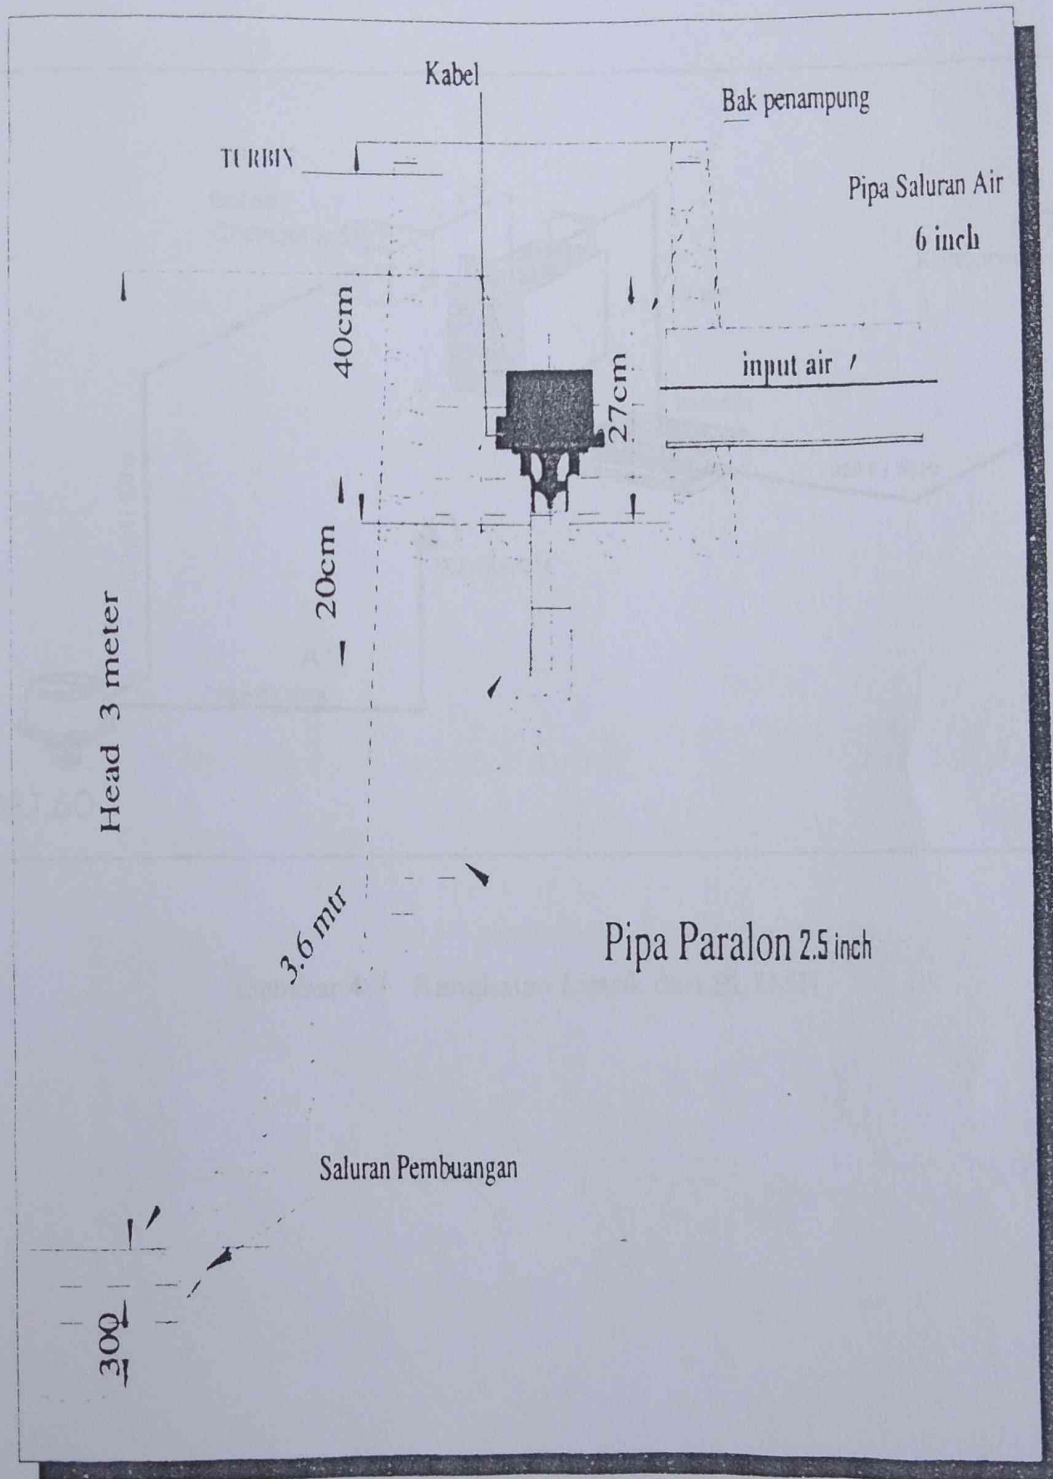 Kabel
Bak penampung
TURBIN
Pipa Saluran Air
6 inch
40cm
27cm
input air
20cm
Head 3 meter
3.6 mtr
Pipa Paralon 2.5 inch
Saluran Pembuangan
300